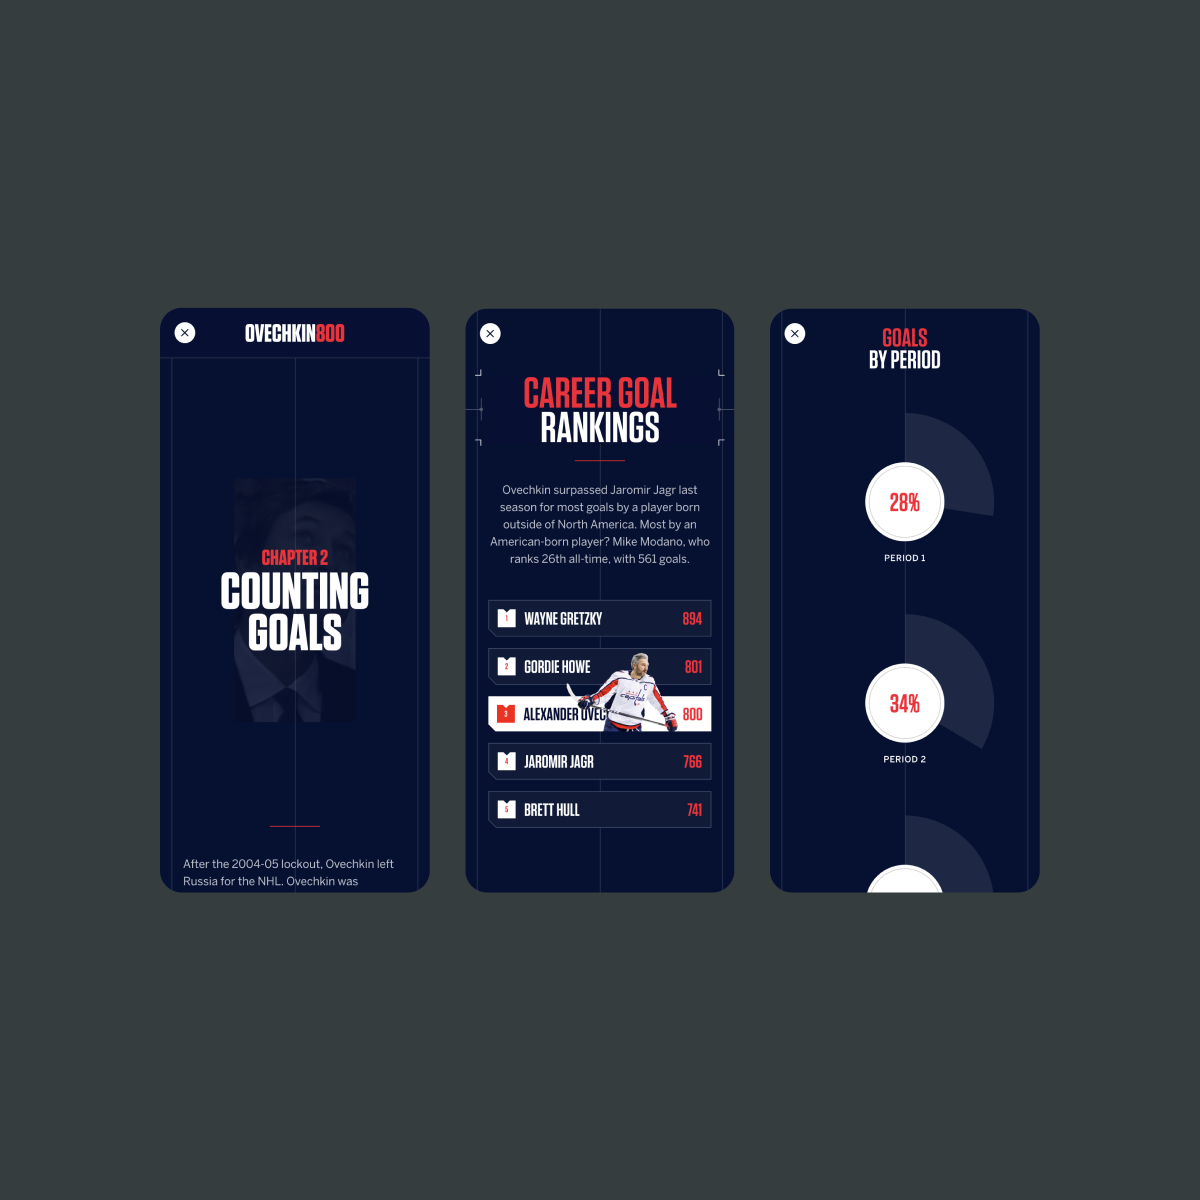 OVECHKIN800
CHAPTER 2
COUNTING
GOALS
After the 2004-05 lockout, Ovechkin left
Russia for the NHL. Ovechkin was
CAREER GOAL
RANKINGS
Ovechkin surpassed Jaromir Jagr last
season for most goals by a player born
outside of North America. Most by an
American-born player? Mike Modano, who
ranks 26th all-time, with 561 goals.
1 WAYNE GRETZKY 894
2 GORDIE HOWE 801
3 ALEXANDER OVEC 800
4 JAROMIR JAGR 766
5 BRETT HULL 741
capitals
C
GOALS
BY PERIOD
28%
PERIOD 1
34%
PERIOD 2